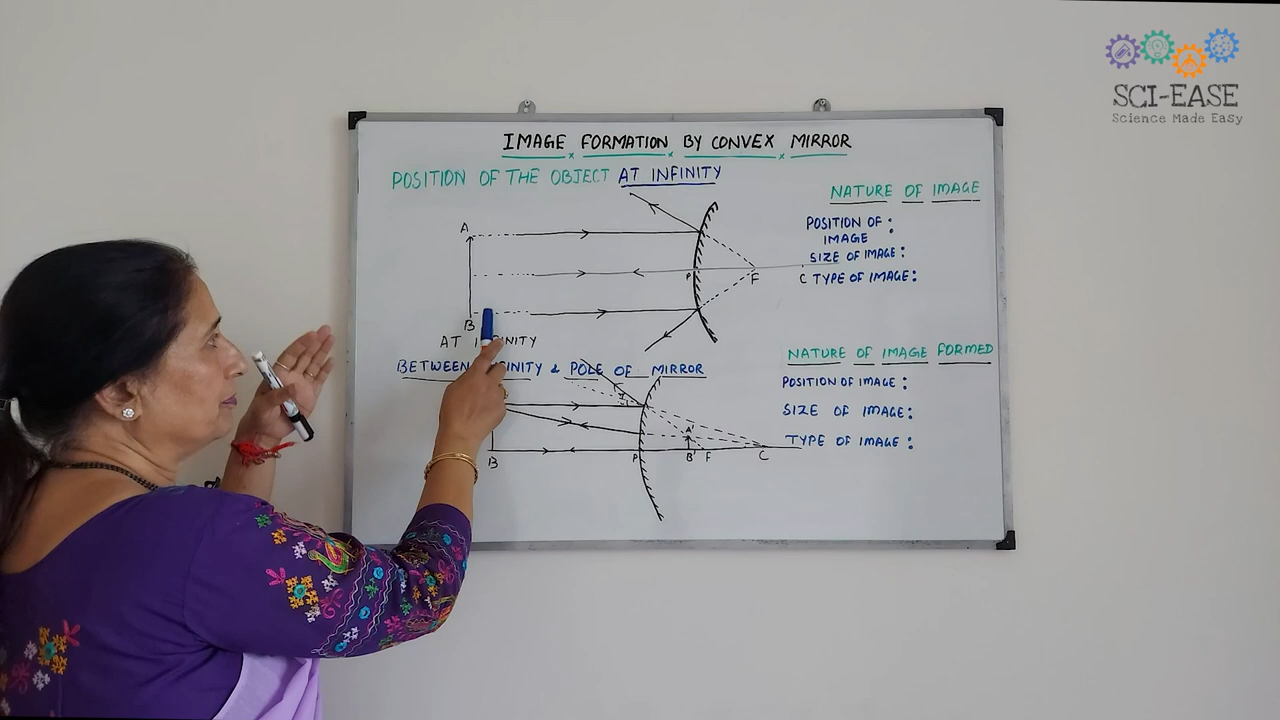 SCI-EASE
Science Made Easy
IMAGE FORMATION BY CONVEX MIRROR
POSITION OF THE OBJECT AT INFINITY
NATURE OF IMAGE
POSITION OF :
IMAGE
SIZE OF IMAGE:
TYPE OF IMAGE:
A
P
F
C
B
AT INFINITY
BETWEEN INFINITY & POLE OF MIRROR
NATURE OF IMAGE FORMED
POSITION OF IMAGE :
SIZE OF IMAGE:
TYPE OF IMAGE:
A'
B
P
B'
F
C